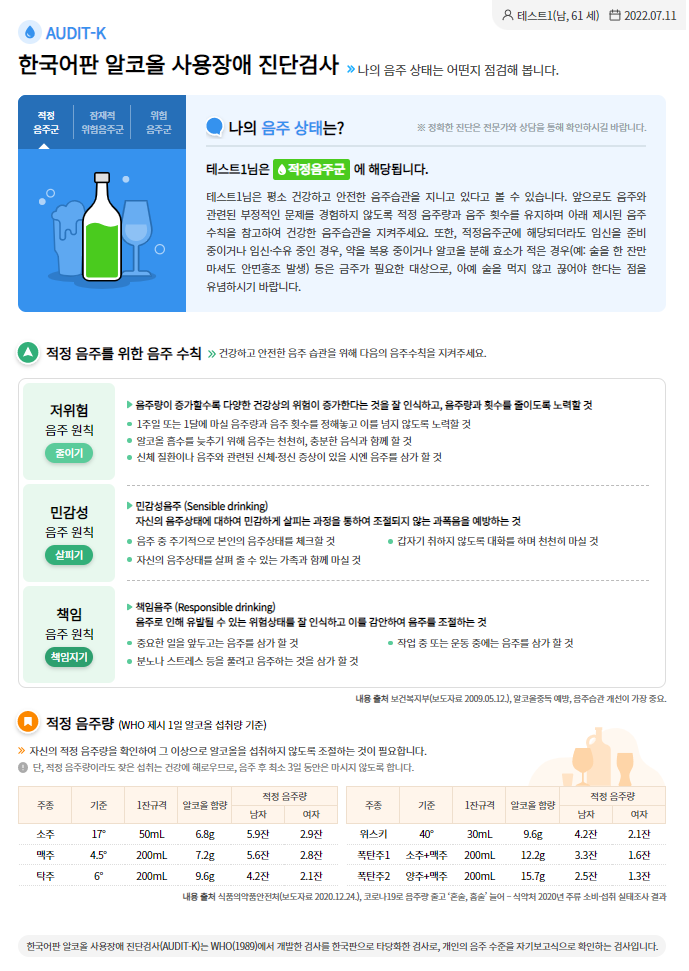 테스트1(남, 61 세) 2022.07.11
AUDIT-K
한국어판 알코올 사용장애 진단검사 » 나의 음주 상태는 어떤지 점검해 봅니다.
적정 음주군
잠재적 위험음주군
위험 음주군
나의 음주 상태는?
※ 정확한 진단은 전문가와 상담을 통해 확인하시길 바랍니다.
테스트1님은 적정음주군 에 해당됩니다.
테스트1님은 평소 건강하고 안전한 음주습관을 지니고 있다고 볼 수 있습니다. 앞으로도 음주와
관련된 부정적인 문제를 경험하지 않도록 적정 음주량과 음주 횟수를 유지하며 아래 제시된 음주
수칙을 참고하여 건강한 음주습관을 지켜주세요. 또한, 적정음주군에 해당되더라도 임신을 준비
중이거나 임신·수유 중인 경우, 약을 복용 중이거나 알코올 분해 효소가 적은 경우(예: 술을 한 잔만
마셔도 안면홍조 발생) 등은 금주가 필요한 대상으로, 아예 술을 먹지 않고 끊어야 한다는 점을
유념하시기 바랍니다.
적정 음주를 위한 음주 수칙 » 건강하고 안전한 음주 습관을 위해 다음의 음주수칙을 지켜주세요.
저위험
음주 원칙
줄이기
음주량이 증가할수록 다양한 건강상의 위험이 증가한다는 것을 잘 인식하고, 음주량과 횟수를 줄이도록 노력할 것
1주일 또는 1달에 마실 음주량과 음주 횟수를 정해놓고 이를 넘지 않도록 노력할 것
알코올 흡수를 늦추기 위해 음주는 천천히, 충분한 음식과 함께 할 것
신체 질환이나 음주와 관련된 신체·정신 증상이 있을 시엔 음주를 삼가 할 것
민감성
음주 원칙
살피기
민감성음주 (Sensible drinking)
자신의 음주상태에 대하여 민감하게 살피는 과정을 통하여 조절되지 않는 과폭음을 예방하는 것
음주 중 주기적으로 본인의 음주상태를 체크할 것
갑자기 취하지 않도록 대화를 하며 천천히 마실 것
자신의 음주상태를 살펴 줄 수 있는 가족과 함께 마실 것
책임
음주 원칙
책임지기
책임음주 (Responsible drinking)
음주로 인해 유발될 수 있는 위험상태를 잘 인식하고 이를 감안하여 음주를 조절하는 것
중요한 일을 앞두고는 음주를 삼가 할 것
작업 중 또는 운동 중에는 음주를 삼가 할 것
분노나 스트레스 등을 풀려고 음주하는 것을 삼가 할 것
내용 출처 보건복지부(보도자료 2009.05.12.), 알코올중독 예방, 음주습관 개선이 가장 중요.
적정 음주량 (WHO 제시 1일 알코올 섭취량 기준)
» 자신의 적정 음주량을 확인하여 그 이상으로 알코올을 섭취하지 않도록 조절하는 것이 필요합니다.
! 단, 적정 음주량이라도 잦은 섭취는 건강에 해로우므로, 음주 후 최소 3일 동안은 마시지 않도록 합니다.
주종 기준 1잔규격 알코올 함량 적정 음주량 남자 여자
소주 17° 50mL 6.8g 5.9잔 2.9잔
맥주 4.5° 200mL 7.2g 5.6잔 2.8잔
탁주 6° 200mL 9.6g 4.2잔 2.1잔
주종 기준 1잔규격 알코올 함량 적정 음주량 남자 여자
위스키 40° 30mL 9.6g 4.2잔 2.1잔
폭탄주1 소주+맥주 200mL 12.2g 3.3잔 1.6잔
폭탄주2 양주+맥주 200mL 15.7g 2.5잔 1.3잔
내용 출처 식품의약품안전처(보도자료 2020.12.24.), 코로나19로 음주량 줄고 '혼술, 홈술' 늘어 – 식약처 2020년 주류 소비·섭취 실태조사 결과
한국어판 알코올 사용장애 진단검사(AUDIT-K)는 WHO(1989)에서 개발한 검사를 한국판으로 타당화한 검사로, 개인의 음주 수준을 자기보고식으로 확인하는 검사입니다.